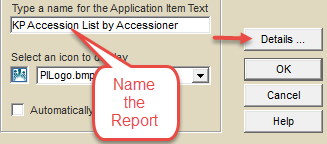 Type a name for the Application Item Text
KP Accession List by Accessioner
Details ...
Select an icon to d
lay
PILogo.bmp
OK
Name
the
Report
Cancel
Automatically
Help